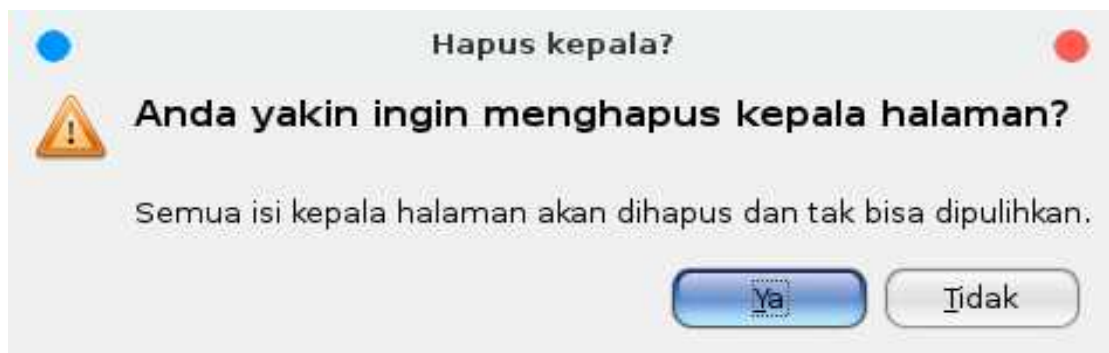 Hapus kepala?
Anda yakin ingin menghapus kepala halaman?
Semua isi kepala halaman akan dihapus dan tak bisa dipulihkan.
Ya
Tidak